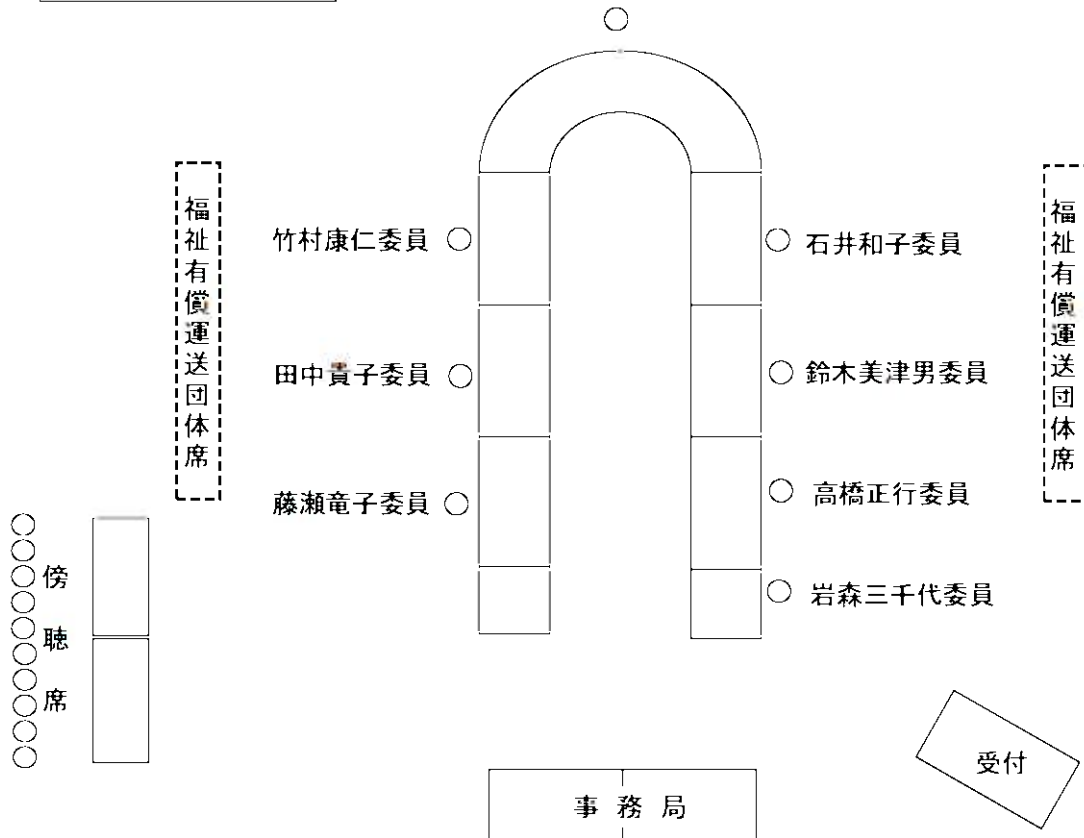 福祉有償運送団体席
竹村康仁委員
石井和子委員
福祉有償運送団体席
田中貴子委員
鈴木美津男委員
藤瀬竜子委員
高橋正行委員
岩森三千代委員
傍聴席
受付
事務局